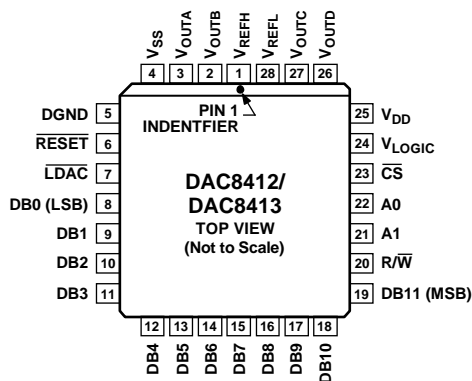 VSS VOUTA VOUTB VREFH VREFL VOUTC VOUTD
4 3 2 1 28 27 26
DGND 5
RESET 6
LDAC 7
DB0 (LSB) 8
DB1 9
DB2 10
DB3 11
PIN 1
INDENTFIER
DAC8412/
DAC8413
TOP VIEW
(Not to Scale)
25 VDD
24 VLOGIC
23 CS
22 A0
21 A1
20 R/W
19 DB11 (MSB)
12 13 14 15 16 17 18
DB4 DB5 DB6 DB7 DB8 DB9 DB10